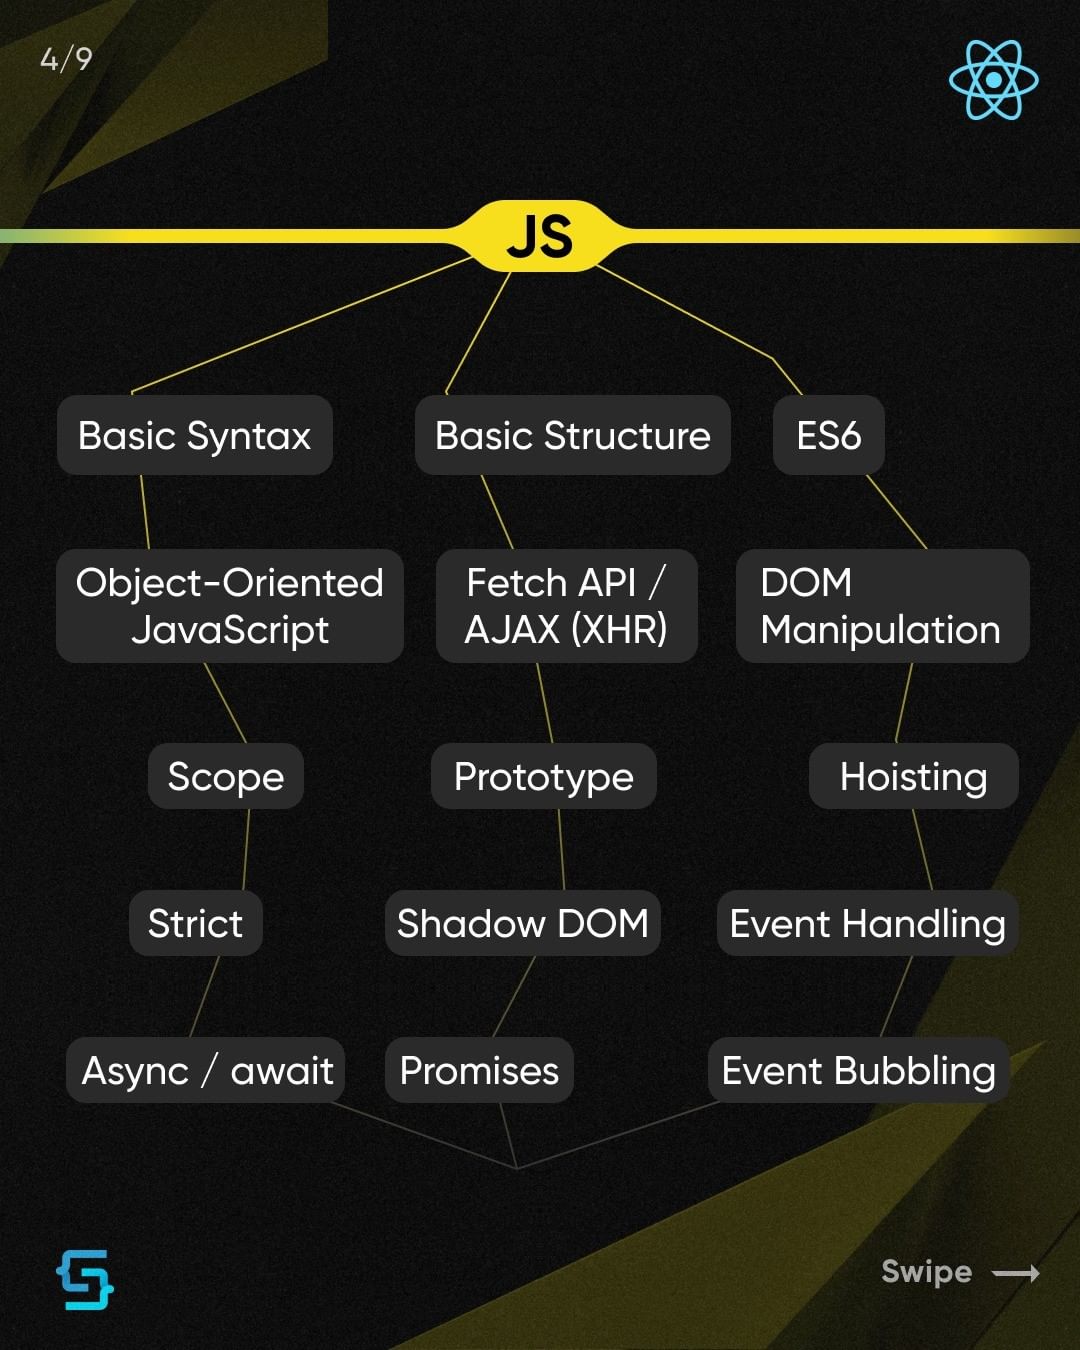 4/9
JS
Basic Syntax
Basic Structure
ES6
Object-Oriented
JavaScript
Fetch API /
AJAX (XHR)
DOM
Manipulation
Scope
Prototype
Hoisting
Strict
Shadow DOM
Event Handling
Async / await
Promises
Event Bubbling
Swipe